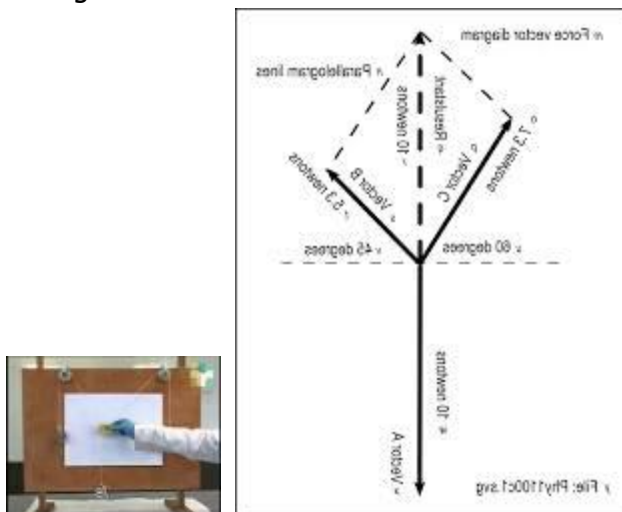 Force vector diagram
Parallelogram lines
Resultant
10 newtons
7.3 newtons
Vector C
Vector B
5.3 newtons
60 degrees
45 degrees
10 newtons
Vector A
File: Phy1100c1.svg